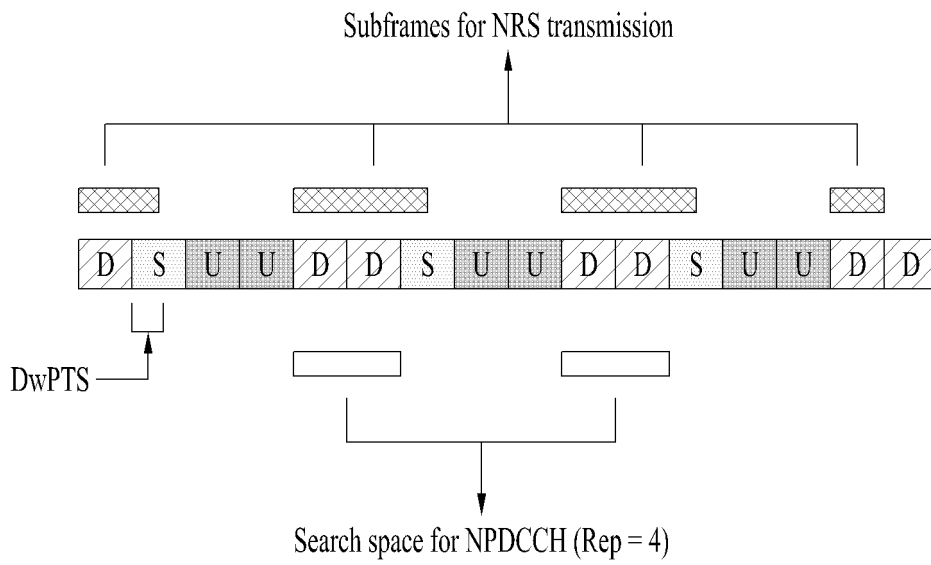 Subframes for NRS transmission
D S U U D D S U U D D S U U D D
DwPTS
Search space for NPDCCH (Rep = 4)